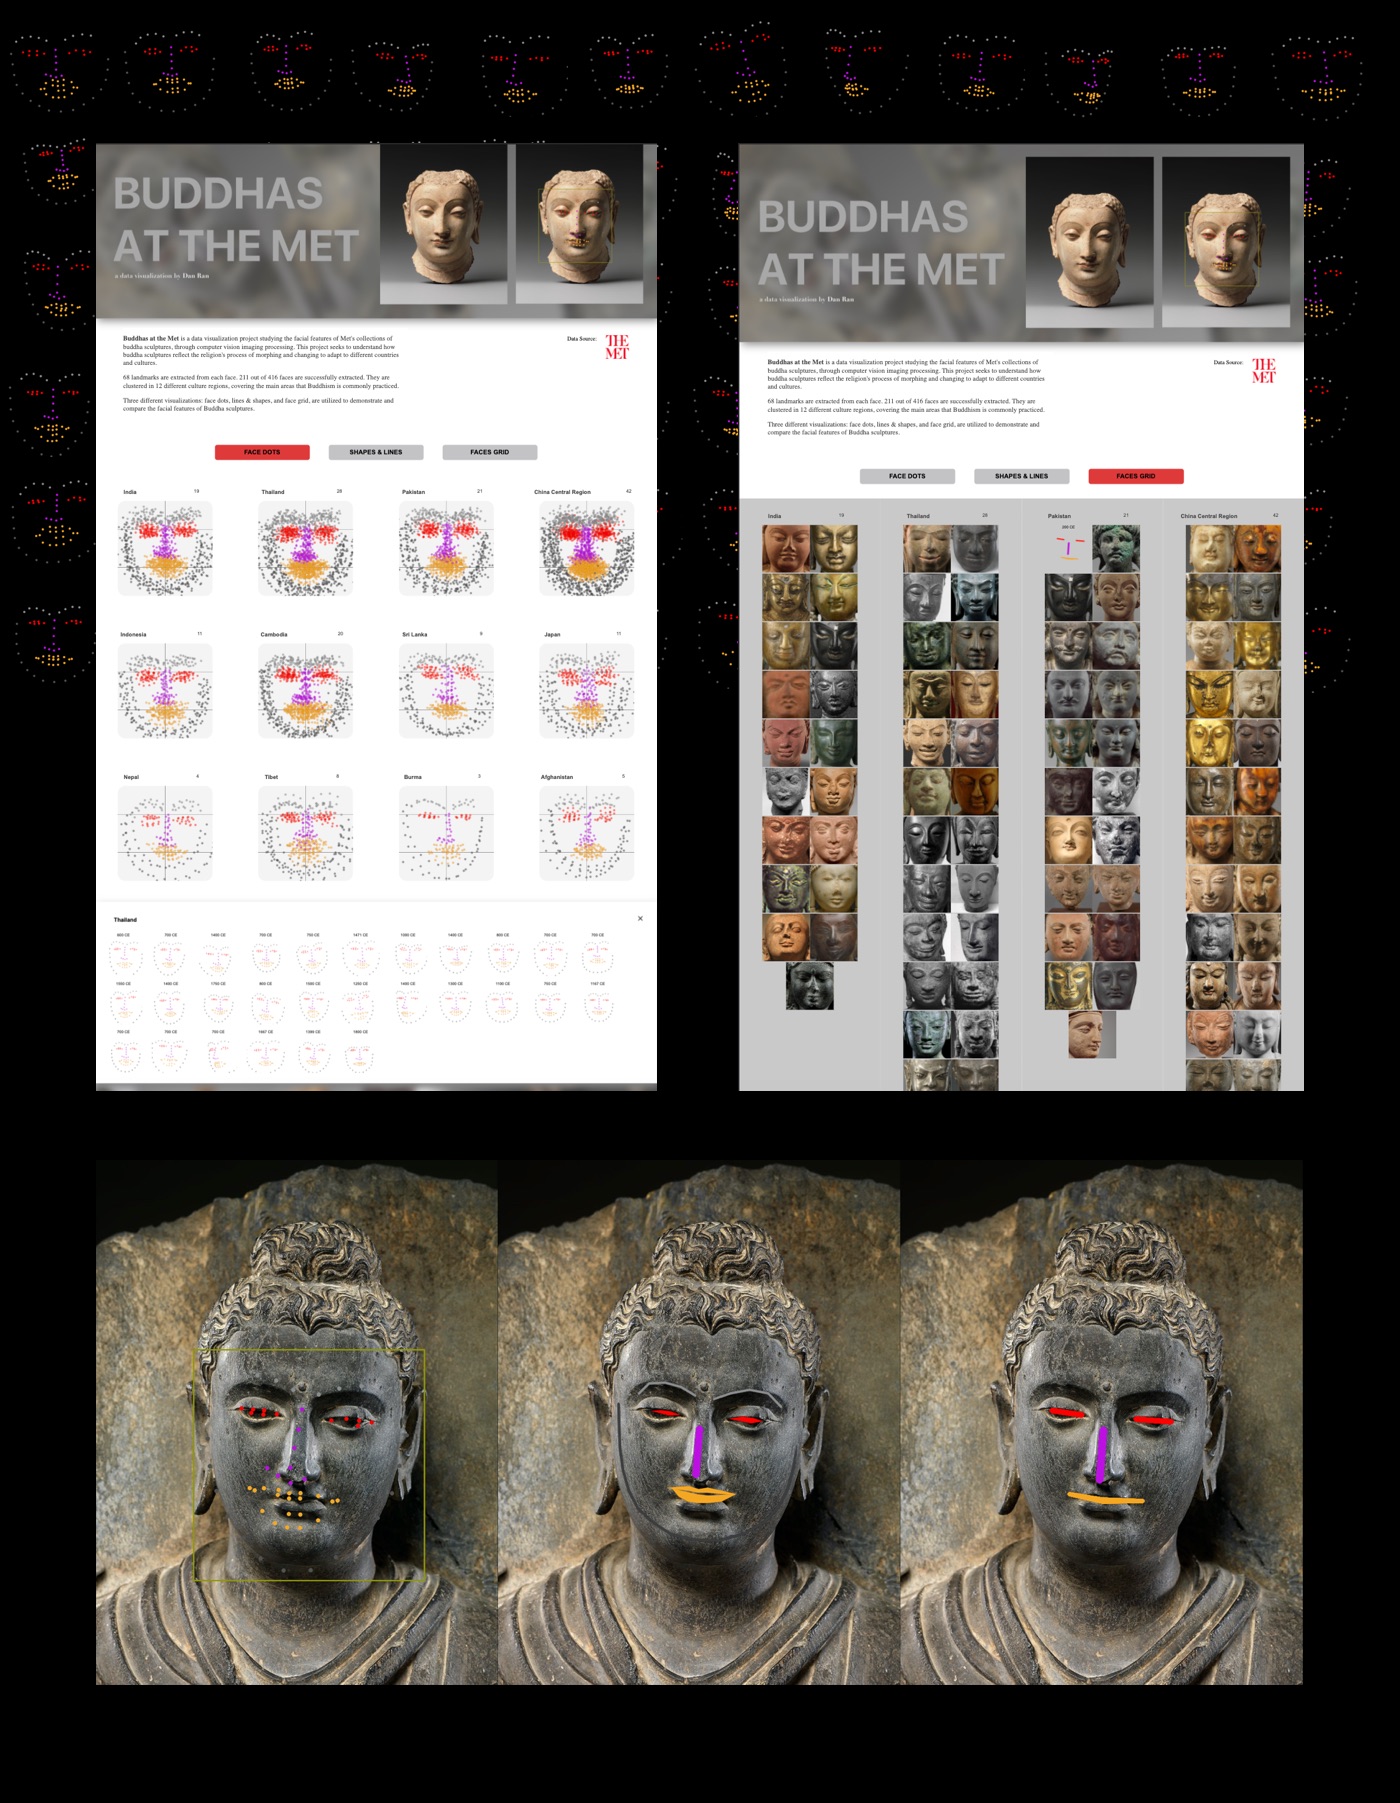 BUDDHAS
AT THE MET
a data visualization by Dan Ran
Buddhas at the Met is a data visualization project studying the facial features of Met's collections of
buddha sculptures, through computer vision imaging processing. This project seeks to understand how
buddha sculptures reflect the religion's process of morphing and changing to adapt to different countries
and cultures.
68 landmarks are extracted from each face. 211 out of 416 faces are successfully extracted. They are
clustered in 12 different culture regions, covering the main areas that Buddhism is commonly practiced.
Three different visualizations: face dots, lines & shapes, and face grid, are utilized to demonstrate and
compare the facial features of Buddha sculptures.
Data Source:
THE
MET
FACE DOTS
SHAPES & LINES
FACES GRID
India 19
Thailand 28
Pakistan 21
China Central Region 42
Indonesia 11
Cambodia 20
Sri Lanka
Japan 11
Nepal 4
Tibet 8
Burma 3
Afghanistan 5
Thailand
BUDDHAS
AT THE MET
a data visualization by Dan Ran
Buddhas at the Met is a data visualization project studying the facial features of Met's collections of
buddha sculptures, through computer vision imaging processing. This project seeks to understand how
buddha sculptures reflect the religion's process of morphing and changing to adapt to different countries
and cultures.
68 landmarks are extracted from each face. 211 out of 416 faces are successfully extracted. They are
clustered in 12 different culture regions, covering the main areas that Buddhism is commonly practiced.
Three different visualizations: face dots, lines & shapes, and face grid, are utilized to demonstrate and
compare the facial features of Buddha sculptures.
Data Source:
THE
MET
FACE DOTS
SHAPES & LINES
FACES GRID
India 19
Thailand 28
Pakistan 21
China Central Region 42